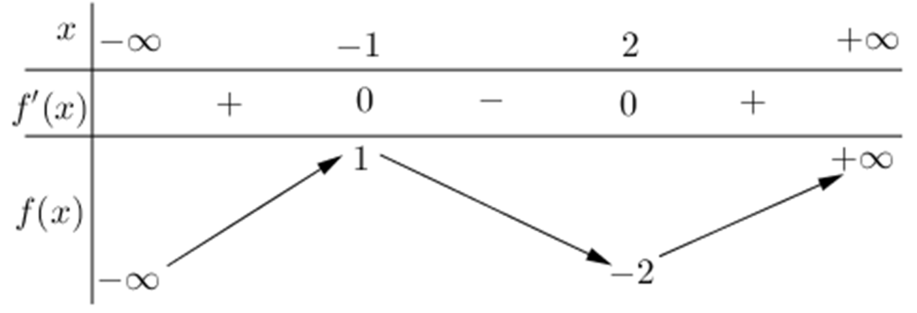 x −∞ −1 2 +∞
f′(x) + 0 − 0 +
1 +∞
f(x)
−∞ −2